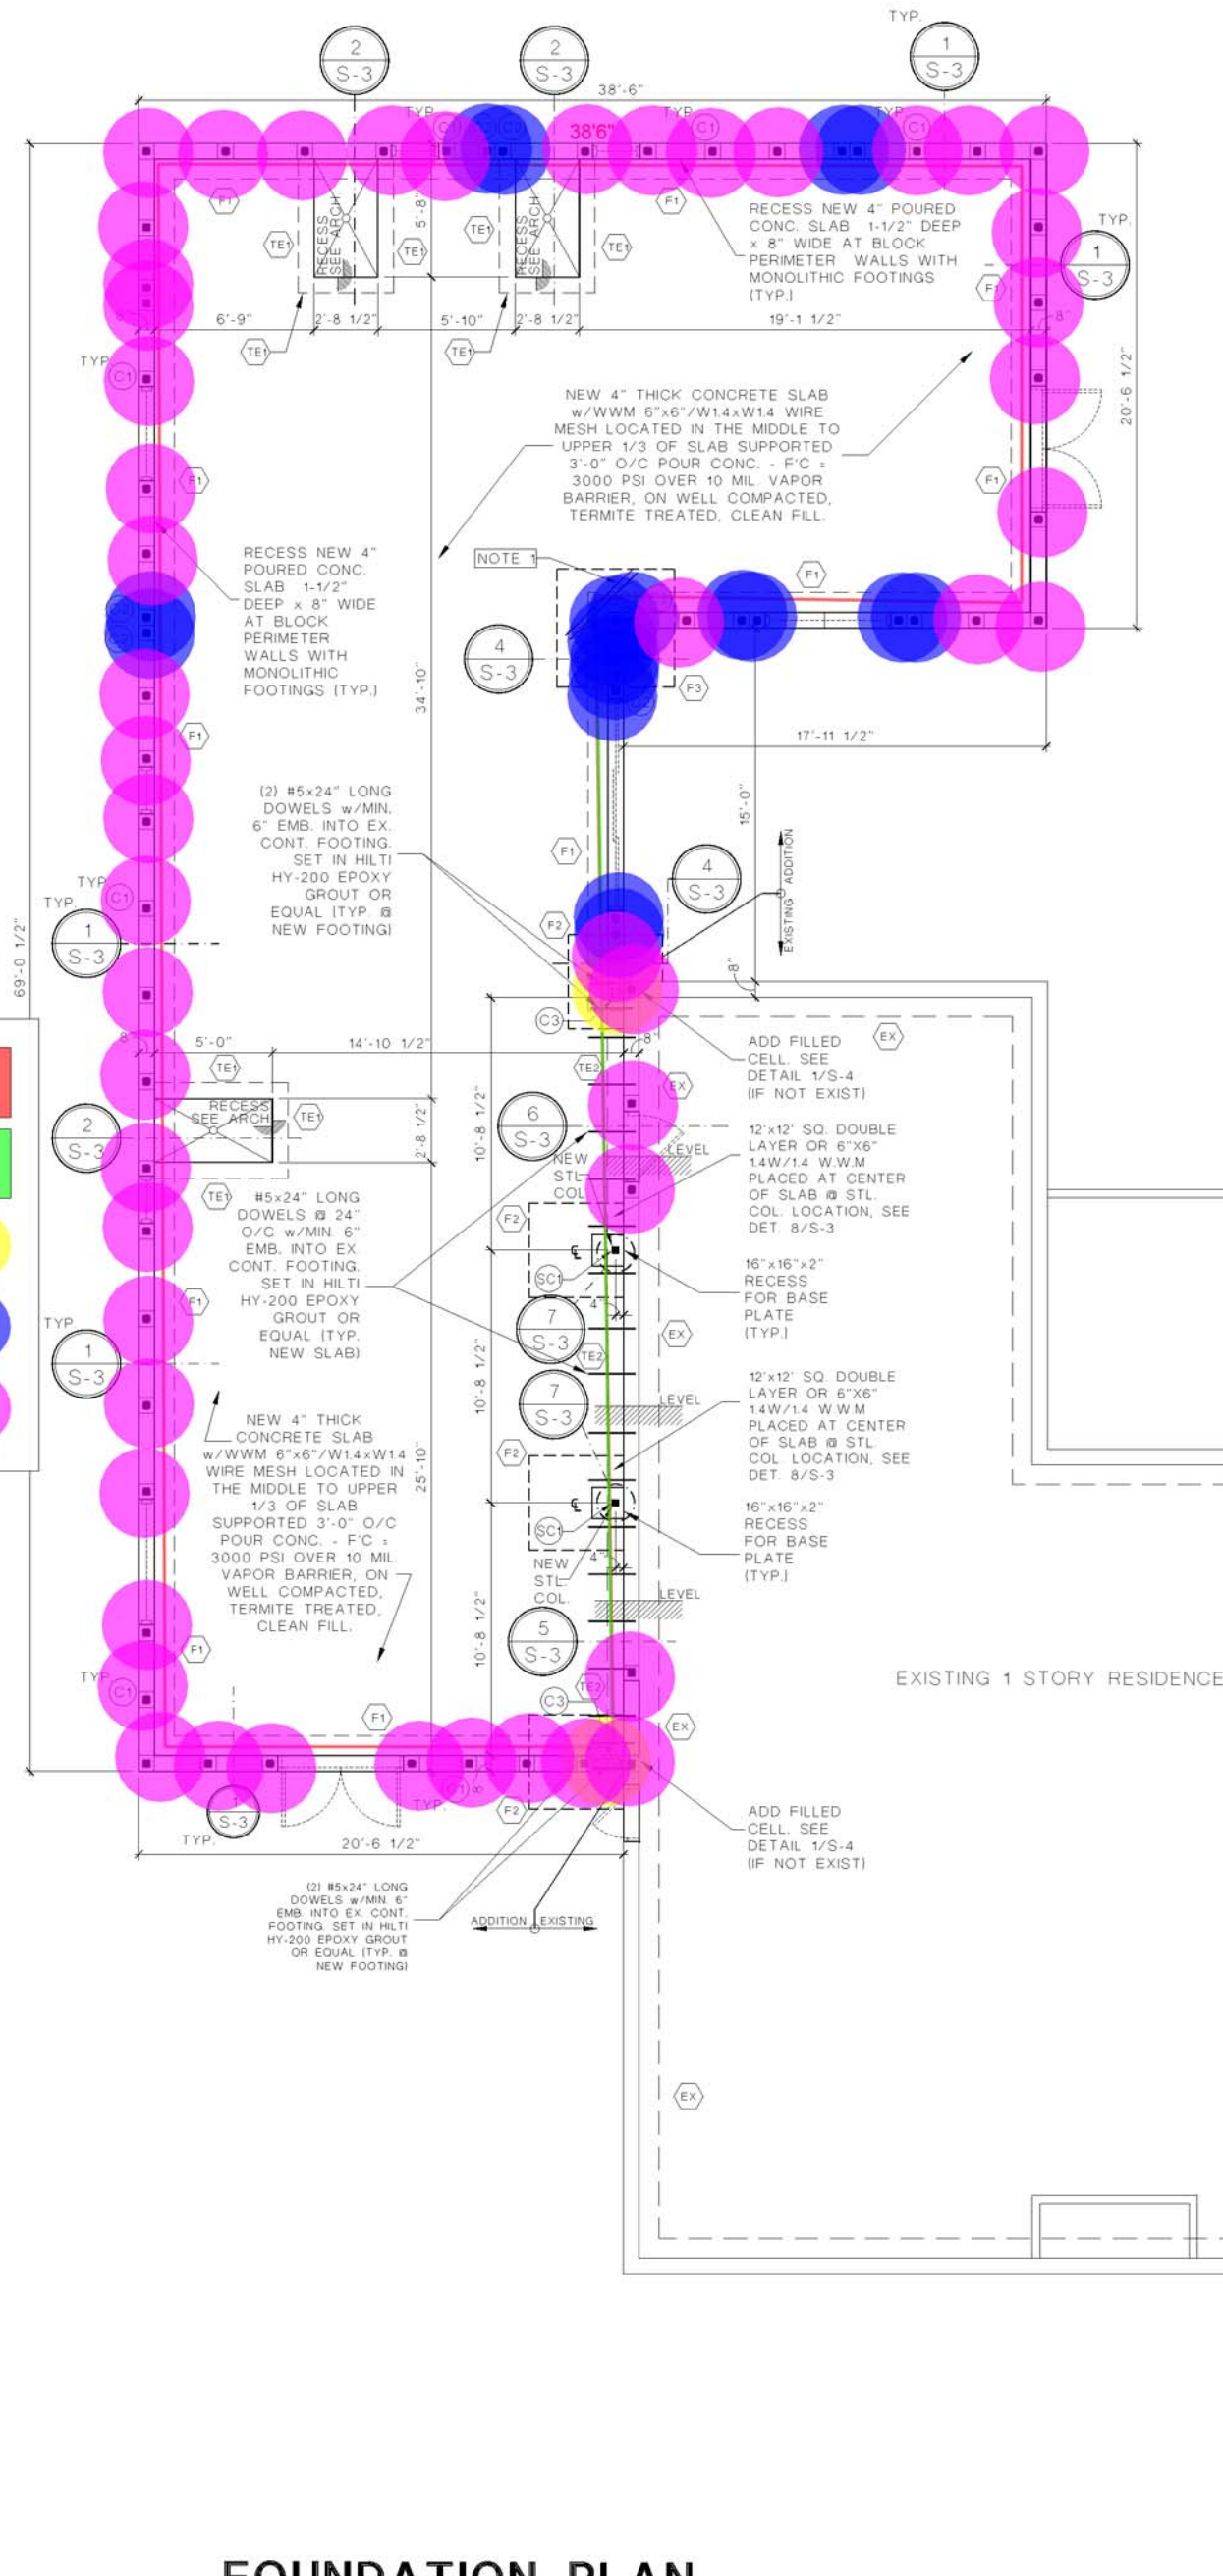 TYP.
2
S-3
2
S-3
1
S-3
38'-6"
TYP.
C1
38'6"
TYP.
C1
TYP.
C1
F1
F1
RECESS
SEE ARCH
RECESS
SEE ARCH
5'-8"
TE1
TE1
TE1
TE1
RECESS NEW 4" POURED
CONC. SLAB 1-1/2" DEEP
x 8" WIDE AT BLOCK
PERIMETER WALLS WITH
MONOLITHIC FOOTINGS
(TYP.)
TYP.
1
S-3
F1
8"
6'-9"
2'-8 1/2"
5'-10"
2'-8 1/2"
19'-1 1/2"
8"
TE1
TE1
TYP.
C1
20'-6 1/2"
NEW 4" THICK CONCRETE SLAB
w/WWM 6"x6"/W1.4xW1.4 WIRE
MESH LOCATED IN THE MIDDLE TO
UPPER 1/3 OF SLAB SUPPORTED
3'-0" O/C POUR CONC. - F'C =
3000 PSI OVER 10 MIL. VAPOR
BARRIER, ON WELL COMPACTED,
TERMITE TREATED, CLEAN FILL.
F1
F1
RECESS NEW 4"
POURED CONC.
SLAB 1-1/2"
DEEP x 8" WIDE
AT BLOCK
PERIMETER
WALLS WITH
MONOLITHIC
FOOTINGS (TYP.)
NOTE 1
F1
4
S-3
F3
34'-10"
F1
17'-11 1/2"
15'-0"
(2) #5x24" LONG
DOWELS w/MIN.
6" EMB. INTO EX.
CONT. FOOTING.
SET IN HILTI
HY-200 EPOXY
GROUT OR
EQUAL (TYP. @
NEW FOOTING)
F1
4
S-3
EXISTING
ADDITION
F2
TYP.
C1
TYP.
1
S-3
69'-0 1/2"
8"
C3
8"
5'-0"
14'-10 1/2"
8"
TE1
TE2
EX
EX
ADD FILLED
CELL. SEE
DETAIL 1/S-4
(IF NOT EXIST)
2
S-3
RECESS
SEE ARCH
TE1
2'-8 1/2"
10'-8 1/2"
6
S-3
NEW
STL.
COL.
LEVEL
12'x12' SQ. DOUBLE
LAYER OR 6"X6"
1.4W/1.4 W.W.M
PLACED AT CENTER
OF SLAB @ STL.
COL. LOCATION, SEE
DET. 8/S-3
TE1
#5x24" LONG
DOWELS @ 24"
O/C w/MIN. 6"
EMB. INTO EX.
CONT. FOOTING.
SET IN HILTI
HY-200 EPOXY
GROUT OR
EQUAL (TYP.
NEW SLAB)
F2
SC1
16"x16"x2"
RECESS
FOR BASE
PLATE
(TYP.)
F1
4"
7
S-3
EX
TYP.
1
S-3
TE2
10'-8 1/2"
7
S-3
LEVEL
12'x12' SQ. DOUBLE
LAYER OR 6"X6"
1.4W/1.4 W.W.M
PLACED AT CENTER
OF SLAB @ STL.
COL. LOCATION, SEE
DET. 8/S-3
NEW 4" THICK
CONCRETE SLAB
w/WWM 6"x6"/W1.4xW1.4
WIRE MESH LOCATED IN
THE MIDDLE TO UPPER
1/3 OF SLAB
SUPPORTED 3'-0" O/C
POUR CONC. - F'C =
3000 PSI OVER 10 MIL.
VAPOR BARRIER, ON
WELL COMPACTED,
TERMITE TREATED,
CLEAN FILL.
25'-10"
F2
SC1
16"x16"x2"
RECESS
FOR BASE
PLATE
(TYP.)
NEW
STL.
COL.
4"
LEVEL
10'-8 1/2"
5
S-3
F1
TYP.
C1
TE2
C3
EXISTING 1 STORY RESIDENCE
F1
EX
C1
8"
TYP.
F2
1
S-3
TYP.
ADD FILLED
CELL. SEE
DETAIL 1/S-4
(IF NOT EXIST)
20'-6 1/2"
(2) #5x24" LONG
DOWELS w/MIN. 6"
EMB. INTO EX. CONT.
FOOTING. SET IN HILTI
HY-200 EPOXY GROUT
OR EQUAL (TYP. @
NEW FOOTING)
ADDITION
EXISTING
EX
FOUNDATION PLAN